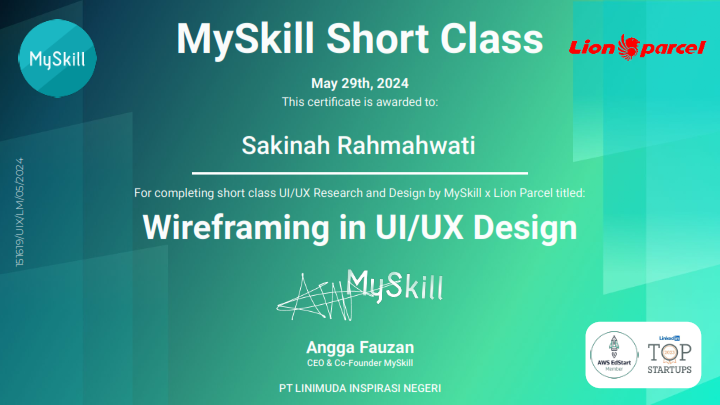 MySkill
MySkill Short Class
Lion parcel
May 29th, 2024
This certificate is awarded to:
Sakinah Rahmahwati
151619/UIX/LM/05/2024
For completing short class UI/UX Research and Design by MySkill x Lion Parcel titled:
Wireframing in UI/UX Design
MySkill
Angga Fauzan
CEO & Co-Founder MySkill
PT LINIMUDA INSPIRASI NEGERI
AWS EdStart
Member
LinkedIn
TOP
STARTUPS